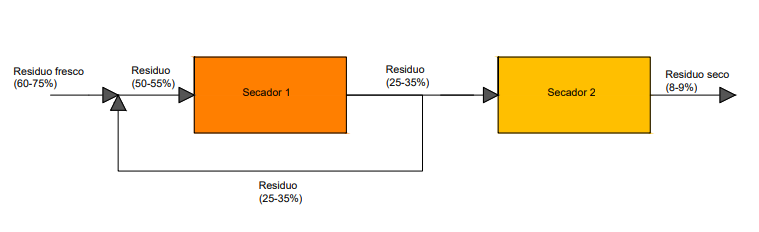 Residuo fresco
(60-75%)
Residuo
(50-55%)
Secador 1
Residuo
(25-35%)
Secador 2
Residuo seco
(8-9%)
Residuo
(25-35%)